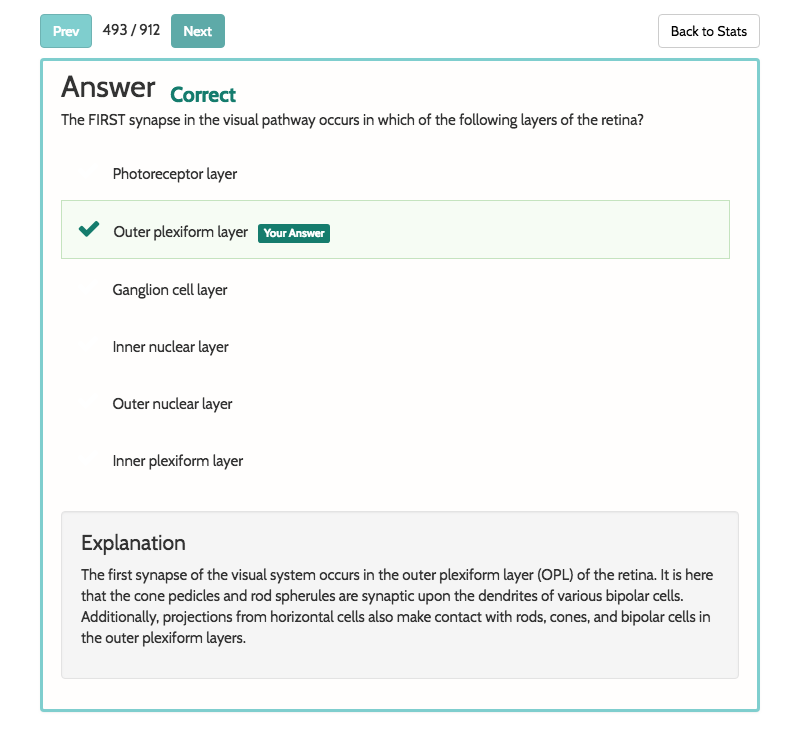 Prev 493 / 912 Next Back to Stats
Answer Correct
The FIRST synapse in the visual pathway occurs in which of the following layers of the retina?
Photoreceptor layer
Outer plexiform layer Your Answer
Ganglion cell layer
Inner nuclear layer
Outer nuclear layer
Inner plexiform layer
Explanation
The first synapse of the visual system occurs in the outer plexiform layer (OPL) of the retina. It is here
that the cone pedicles and rod spherules are synaptic upon the dendrites of various bipolar cells.
Additionally, projections from horizontal cells also make contact with rods, cones, and bipolar cells in
the outer plexiform layers.